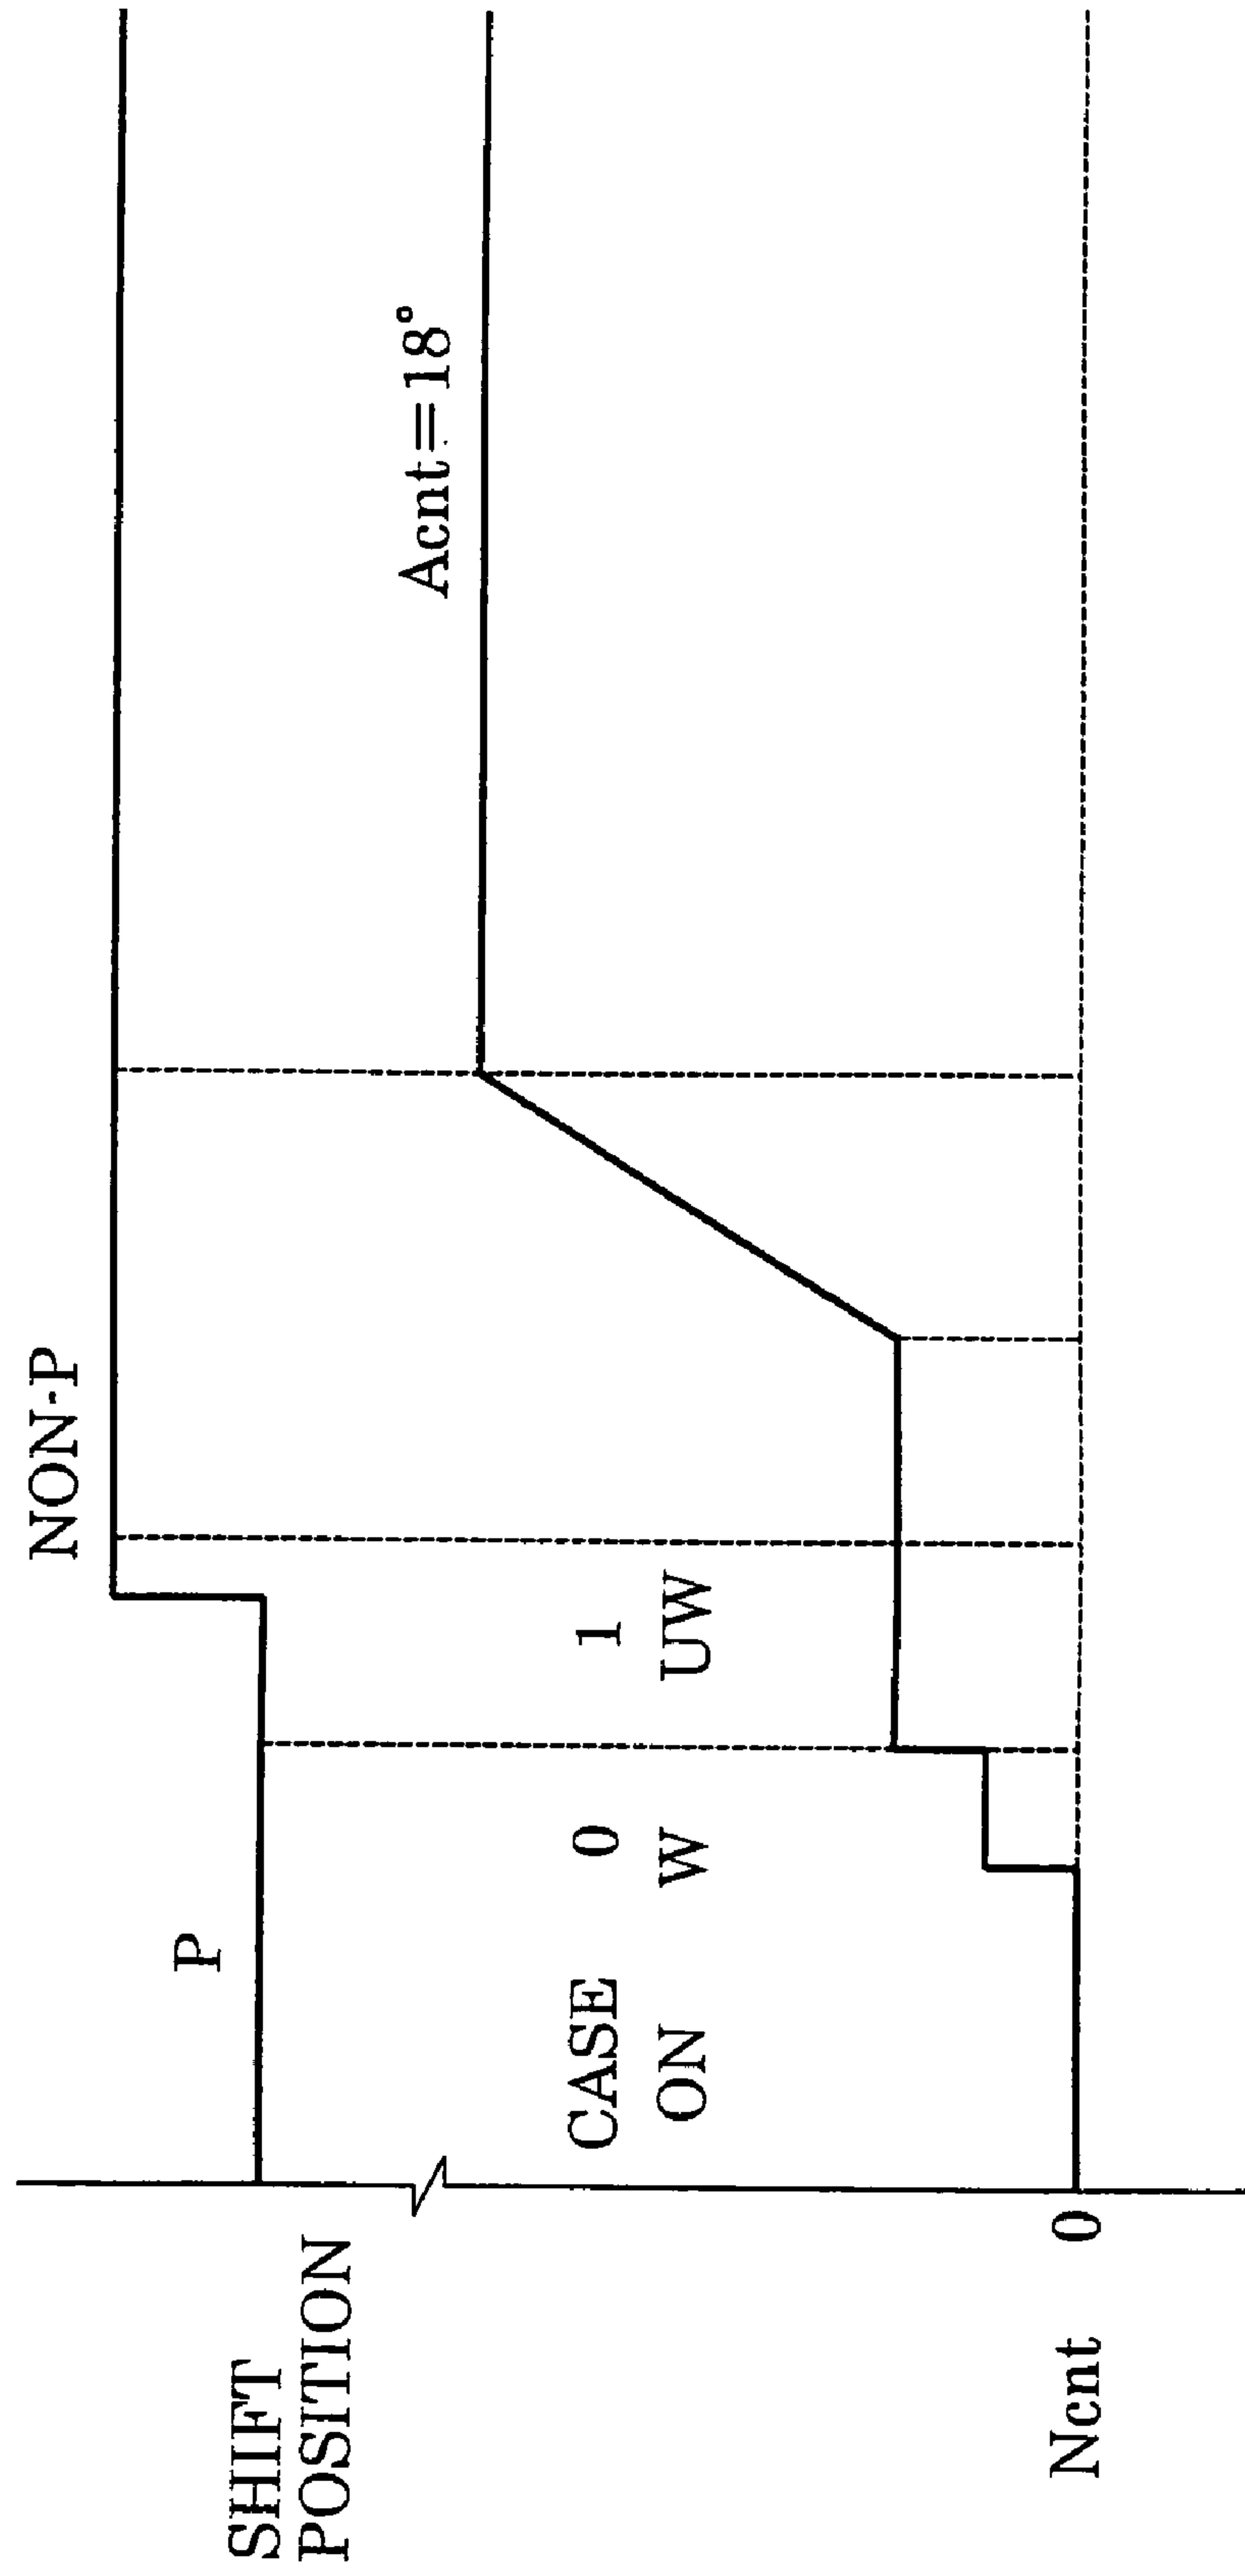 NON-P
P
SHIFT
POSITION
Acnt=18°
CASE 0 1
ON W UW
Ncnt 0